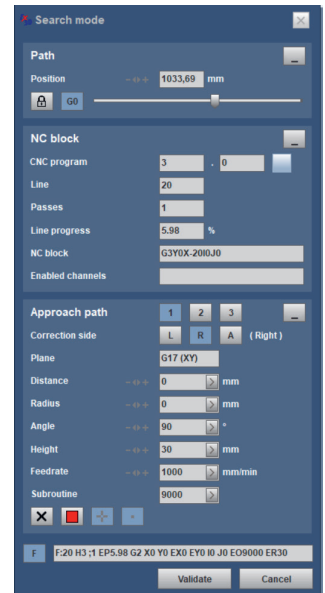 Search mode
Path
Position 1033,69 mm
G0
NC block
CNC program 3 . 0
Line 20
Passes 1
Line progress 5.98 %
NC block G3Y0X-20I0J0
Enabled channels
Approach path 1 2 3
Correction side L R A (Right)
Plane G17 (XY)
Distance 0 mm
Radius 0 mm
Angle 90 °
Height 30 mm
Feedrate 1000 mm/min
Subroutine 9000
F F:20 H3 ;1 EP5.98 G2 X0 Y0 EX0 EY0 I0 J0 EO9000 ER30
Validate Cancel